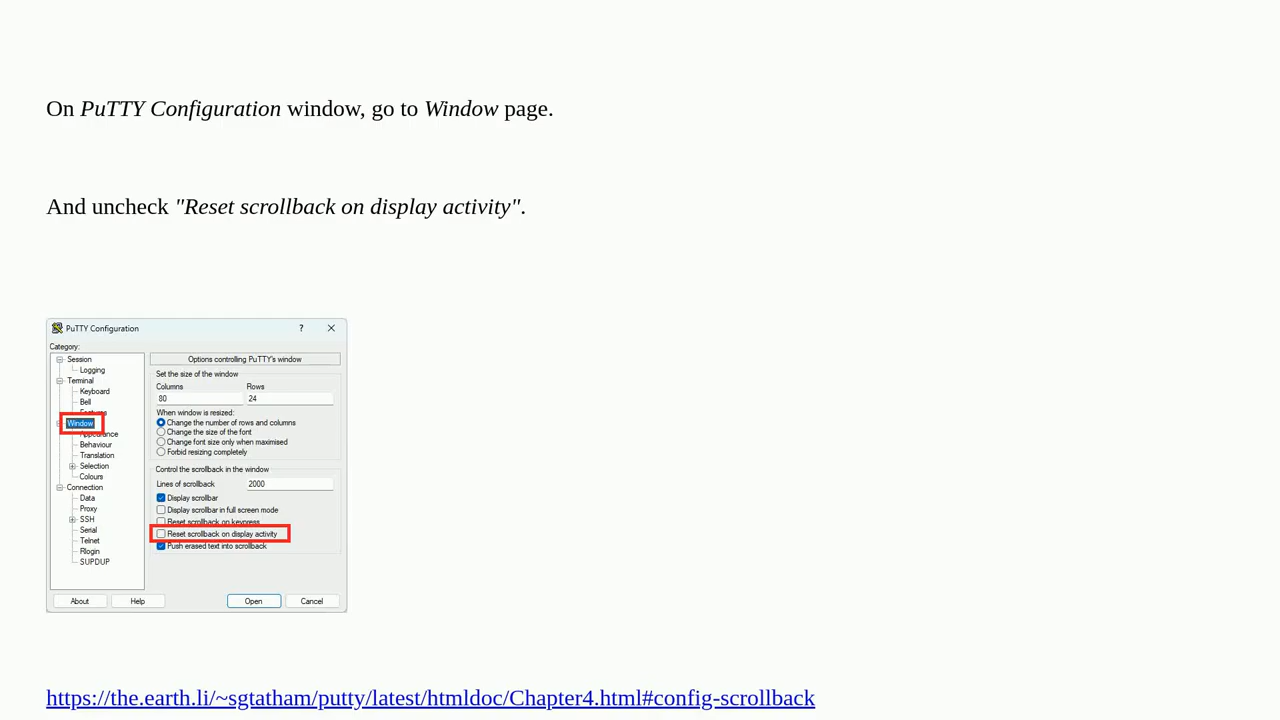 On PuTTY Configuration window, go to Window page.
And uncheck "Reset scrollback on display activity".
PuTTY Configuration ?
Category:
Session
Logging
Terminal
Keyboard
Bell
Features
Window
Appearance
Behaviour
Translation
Selection
Colours
Connection
Data
Proxy
SSH
Serial
Telnet
Rlogin
SUPDUP
Options controlling PuTTY's window
Set the size of the window
Columns Rows
80 24
When window is resized:
Change the number of rows and columns
Change the size of the font
Change font size only when maximised
Forbid resizing completely
Control the scrollback in the window
Lines of scrollback 2000
Display scrollbar
Display scrollbar in full screen mode
Reset scrollback on keypress
Reset scrollback on display activity
Push erased text into scrollback
About Help Open Cancel
https://the.earth.li/~sgtatham/putty/latest/htmldoc/Chapter4.html#config-scrollback